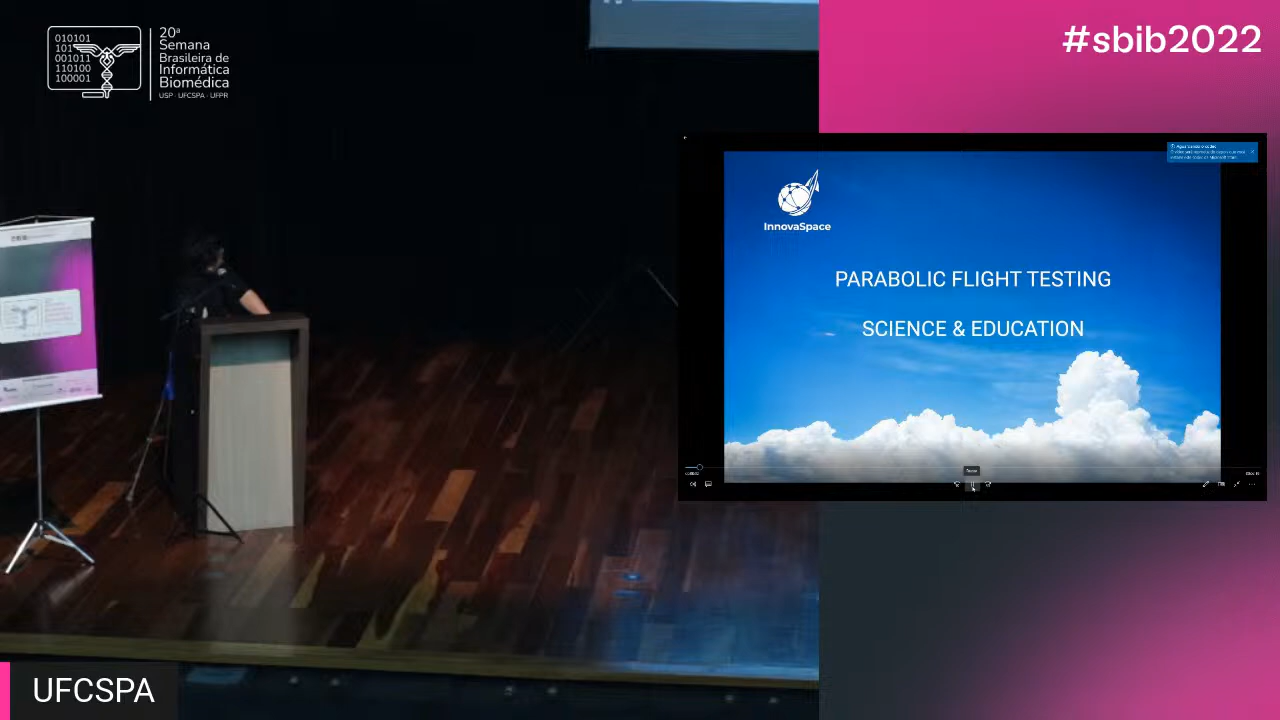 010101
101
001011
110100
100001
20ª
Semana
Brasileira de
Informática
Biomédica
USP · UFCSPA · UFPR
#sbib2022
InnovaSpace
PARABOLIC FLIGHT TESTING
SCIENCE & EDUCATION
UFCSPA